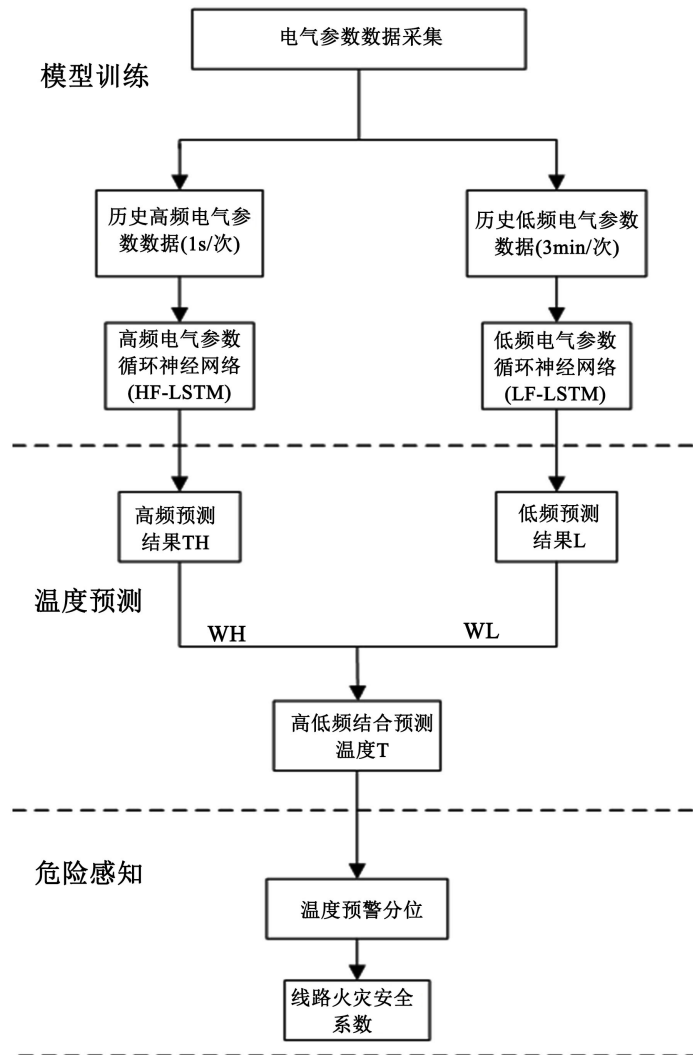 电气参数数据采集
模型训练
历史高频电气参
数数据(1s/次)
历史低频电气参数
数据(3min/次)
高频电气参数
循环神经网络
(HF-LSTM)
低频电气参数
循环神经网络
(LF-LSTM)
高频预测
结果TH
低频预测
结果L
温度预测
WH
WL
高低频结合预测
温度T
危险感知
温度预警分位
线路火灾安全
系数